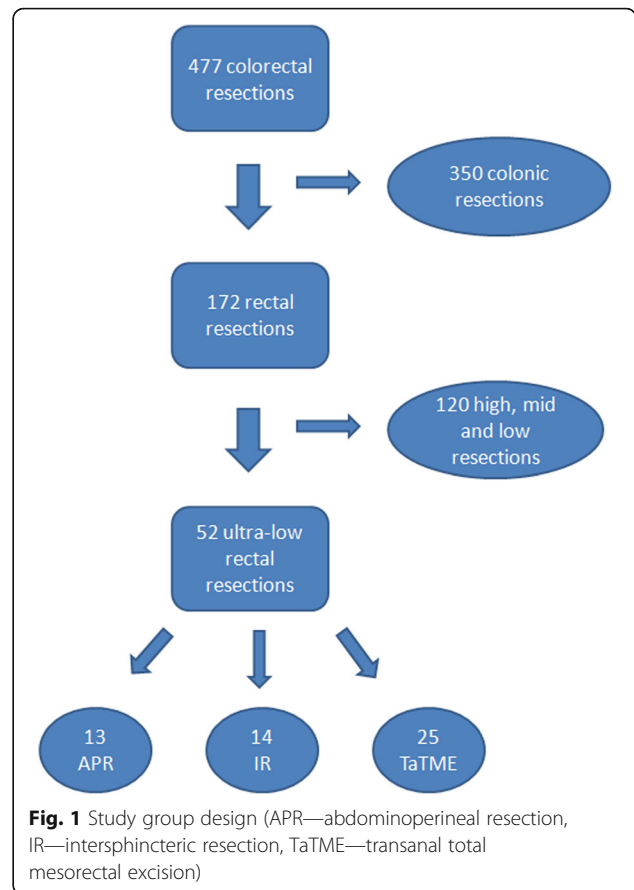 477 colorectal
resections
350 colonic
resections
172 rectal
resections
120 high, mid
and low
resections
52 ultra-low
rectal
resections
13
APR
14
IR
25
TaTME
Fig. 1 Study group design (APR—abdominoperineal resection,
IR—intersphincteric resection, TaTME—transanal total
mesorectal excision)